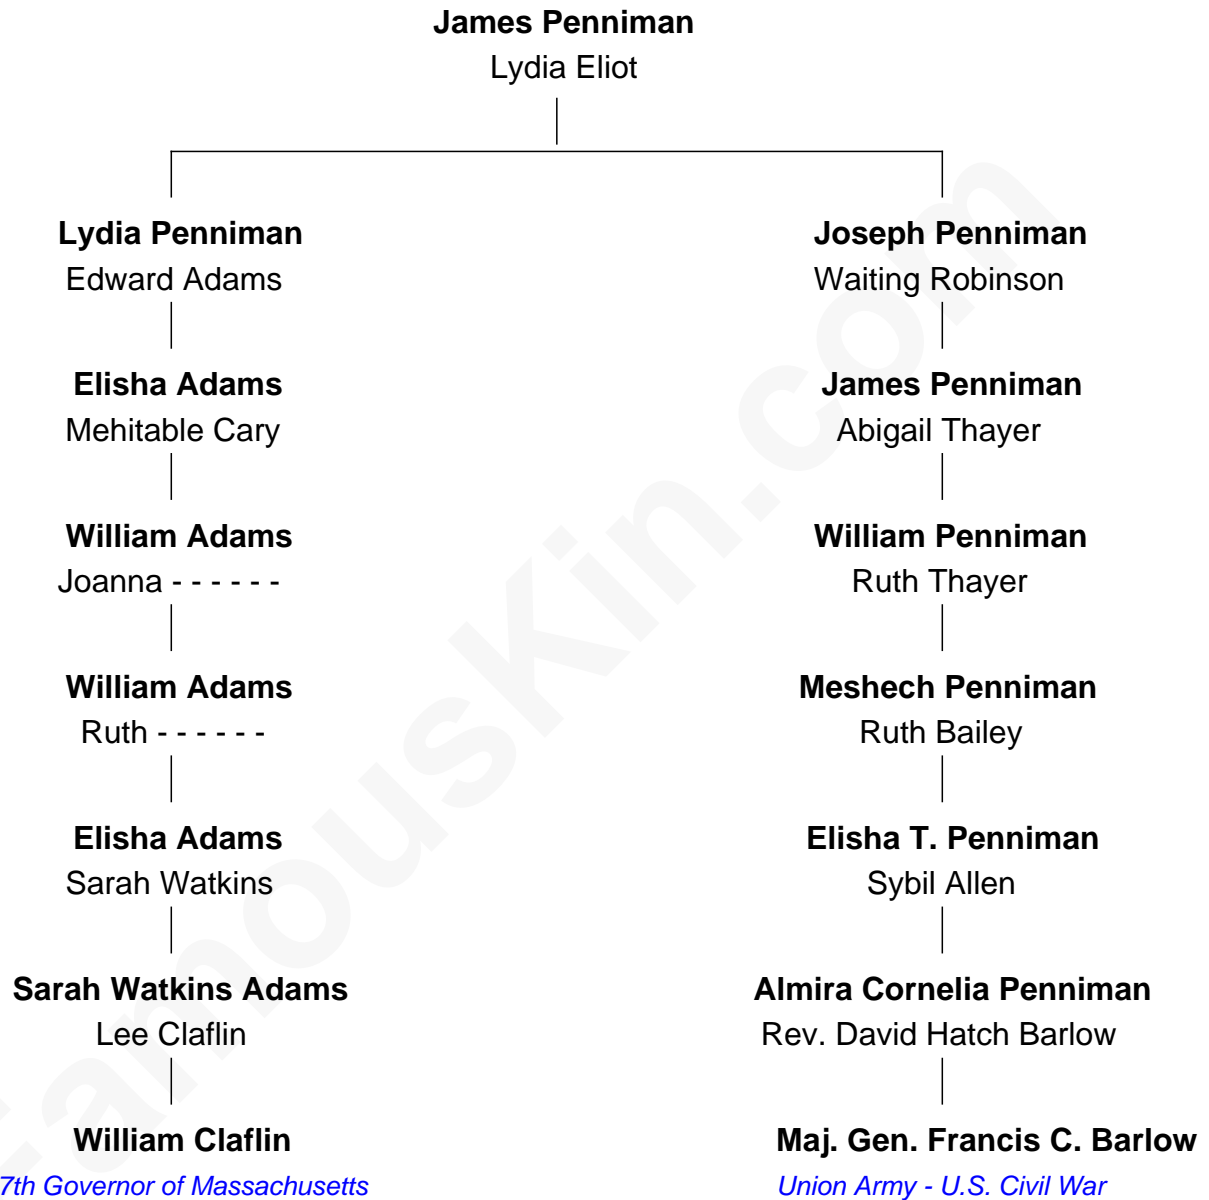 James Penniman
Lydia Eliot
Lydia Penniman
Edward Adams
Elisha Adams
Mehitable Cary
William Adams
Joanna - - - - - -
William Adams
Ruth - - - - - -
Elisha Adams
Sarah Watkins
Sarah Watkins Adams
Lee Claflin
William Claflin
7th Governor of Massachusetts
Joseph Penniman
Waiting Robinson
James Penniman
Abigail Thayer
William Penniman
Ruth Thayer
Meshech Penniman
Ruth Bailey
Elisha T. Penniman
Sybil Allen
Almira Cornelia Penniman
Rev. David Hatch Barlow
Maj. Gen. Francis C. Barlow
Union Army - U.S. Civil War
FamousKin.com